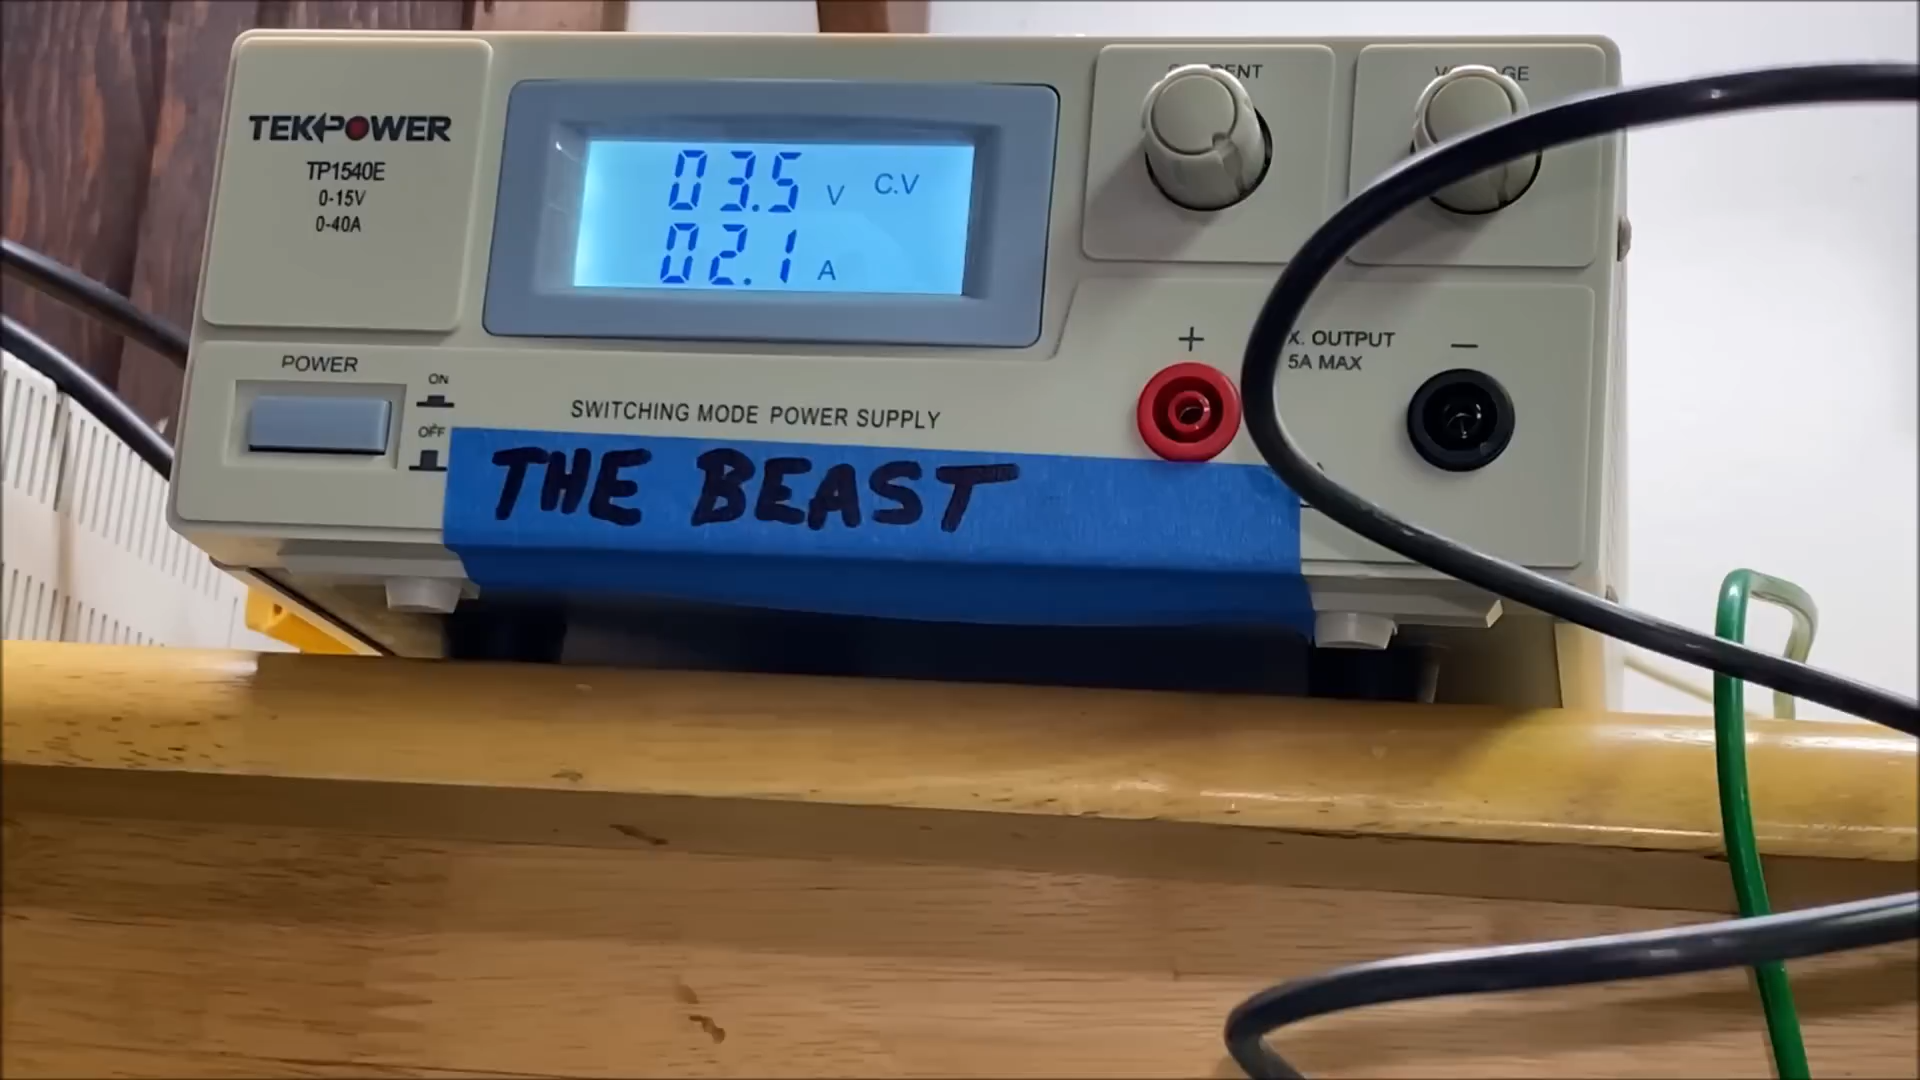 TEKPOWER
TP1540E
0-15V
0-40A
03.5 V C.V
02.1 A
POWER
ON
OFF
SWITCHING MODE POWER SUPPLY
+
X. OUTPUT
5A MAX
−
THE BEAST